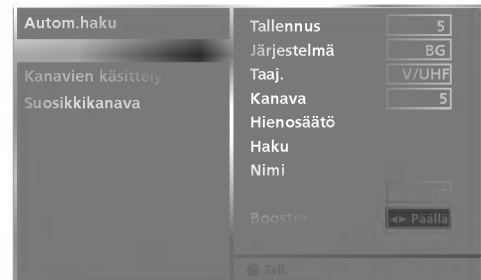 Autom.haku
Kanavien käsittely
Suosikkikanava
Tallennus 5
Järjestelmä BG
Taaj. V/UHF
Kanava 5
Hienosäätö
Haku
Nimi
Booster ◄► Päällä
Tall.